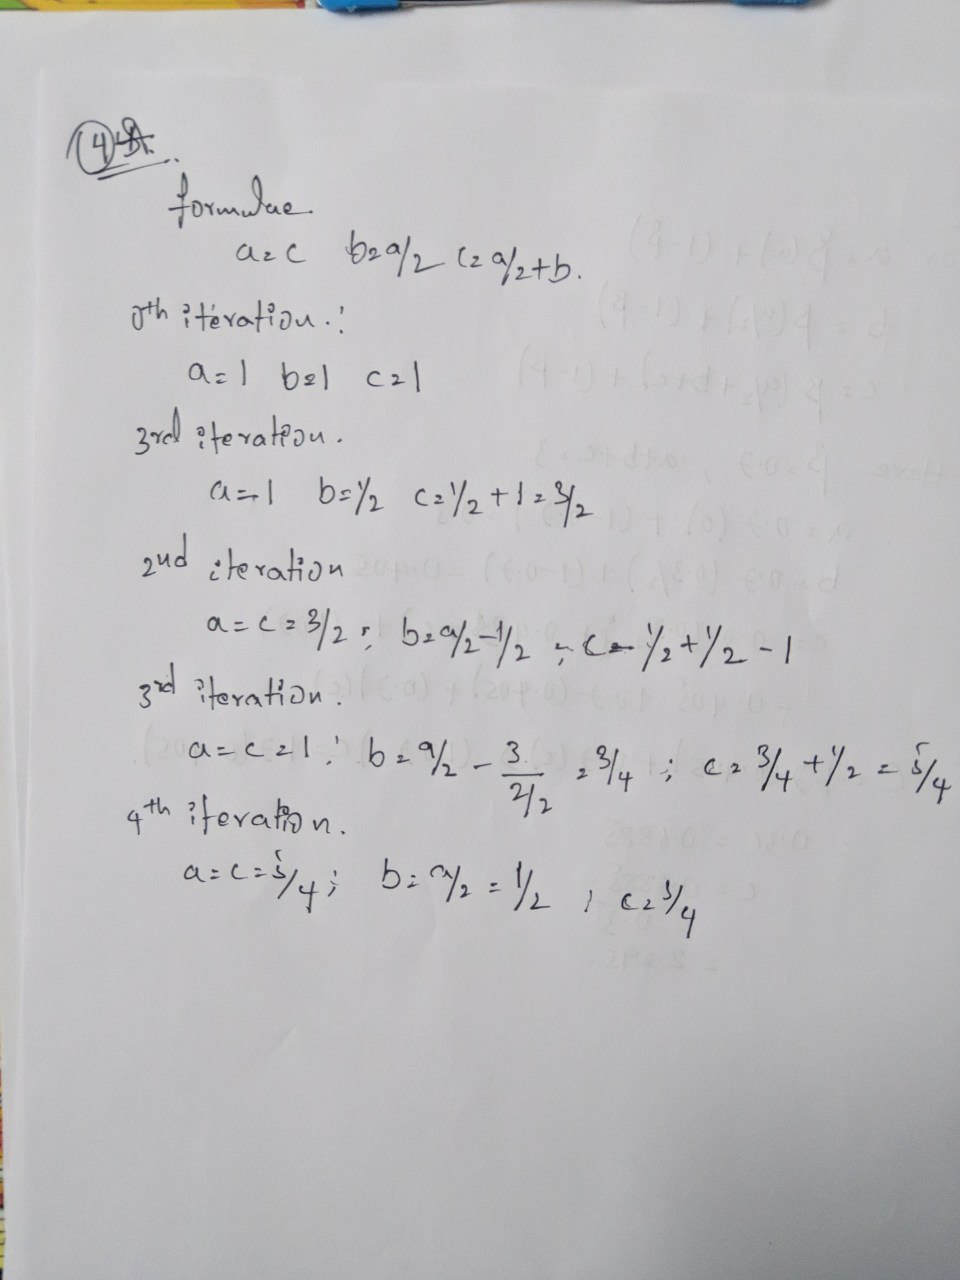 4
formulae.
a=c b=a/2 c=a/2+b.
0th iteration.:
a=1 b=1 c=1
3rd iteration.
a=1 b=1/2 c=1/2+1=3/2
2nd iteration
a=c=3/2; b=a/2-1/2; c=1/2+1/2-1
3rd iteration.
a=c=1; b=a/2-3/2/2=3/4; c=3/4+1/2=5/4
4th iteration.
a=c=5/4; b=a/2=1/2; c=3/4